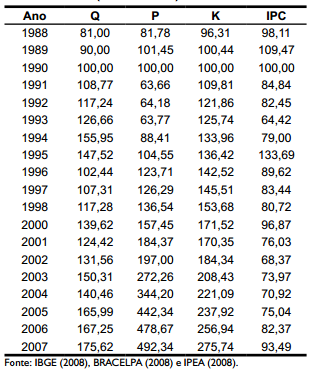 Ano Q P K IPC
1988 81,00 81,78 96,31 98,11
1989 90,00 101,45 100,44 109,47
1990 100,00 100,00 100,00 100,00
1991 108,77 63,66 109,81 84,84
1992 117,24 64,18 121,86 82,45
1993 126,66 63,77 125,74 64,42
1994 155,95 88,41 133,96 79,00
1995 147,52 104,55 136,42 133,69
1996 102,44 123,71 142,52 89,62
1997 107,31 126,29 145,51 83,44
1998 117,28 136,54 153,68 80,72
2000 139,62 157,45 171,52 96,87
2001 124,42 184,37 170,35 76,03
2002 131,56 197,00 184,34 68,37
2003 150,31 272,26 208,43 73,97
2004 140,46 344,20 221,09 70,92
2005 165,99 442,34 237,92 75,04
2006 167,25 478,67 256,94 82,37
2007 175,62 492,34 275,74 93,49
Fonte: IBGE (2008), BRACELPA (2008) e IPEA (2008).